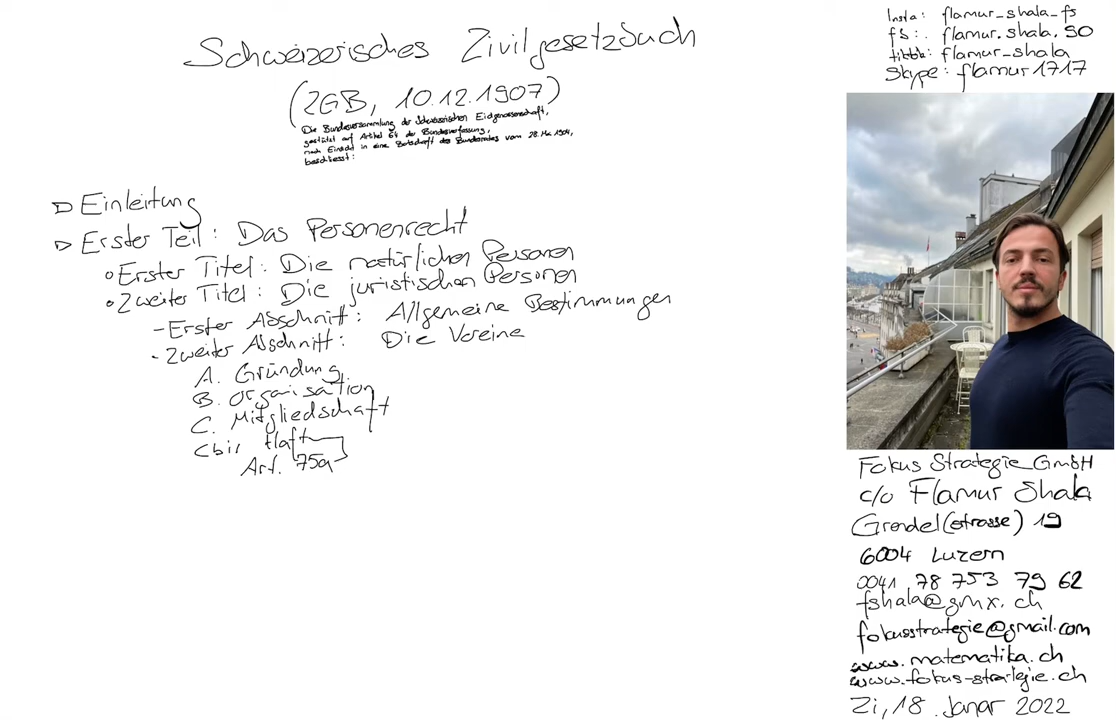 Schweizerisches Zivilgesetzbuch
(ZGB, 10.12.1907)
Die Bundesversammlung der Schweizerischen Eidgenossenschaft,
gestützt auf Artikel 64 der Bundesverfassung,
nach Einsicht in eine Botschaft des Bundesrates vom 28. Mai 1904,
beschliesst:
Einleitung
Erster Teil: Das Personenrecht
Erster Titel: Die natürlichen Personen
Zweiter Titel: Die juristischen Personen
- Erster Abschnitt: Allgemeine Bestimmungen
- Zweiter Abschnitt: Die Vereine
A. Gründung
B. Organisation
C. Mitgliedschaft
Cbis Haft
Art. 75a
Insta: flamur_shala_fs
fs: flamur.shala.50
tiktok: flamur_shala
Skype: flamur1717
Fokus Strategie GmbH
c/o Flamur Shala
Grendel(strasse) 19
6004 Luzern
0041 78 753 79 62
fshala@gmx.ch
fokusstrategie@gmail.com
www.matematika.ch
www.fokus-strategie.ch
Zi, 18. Janar 2022